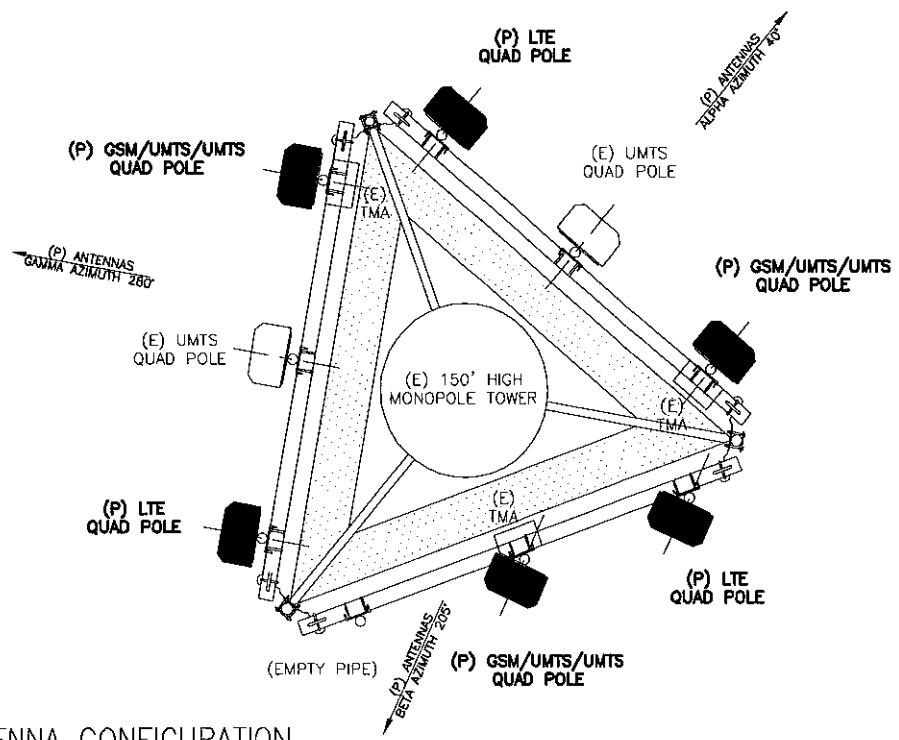 (P) LTE
QUAD POLE
(P) ANTENNAS
ALPHA AZIMUTH 40°
(P) GSM/UMTS/UMTS
QUAD POLE
(E) UMTS
QUAD POLE
(E)
TMA
(P) ANTENNAS
GAMMA AZIMUTH 280°
(P) GSM/UMTS/UMTS
QUAD POLE
(E) UMTS
QUAD POLE
(E) 150' HIGH
MONOPOLE TOWER
(E)
TMA
(E)
TMA
(P) LTE
QUAD POLE
(P) LTE
QUAD POLE
(EMPTY PIPE)
(P) ANTENNAS
BETA AZIMUTH 205°
(P) GSM/UMTS/UMTS
QUAD POLE